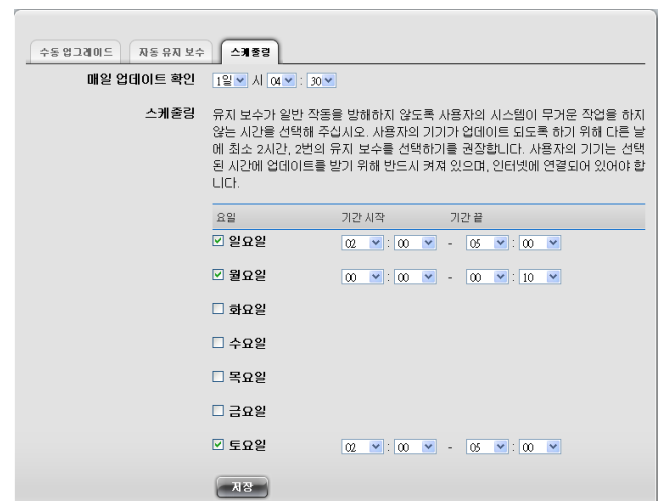 수동 업그레이드 자동 유지 보수 스케줄링
매일 업데이트 확인 1일 시 04 : 30
스케줄링 유지 보수가 일반 작동을 방해하지 않도록 사용자의 시스템이 무거운 작업을 하지
않는 시간을 선택해 주십시오. 사용자의 기기가 업데이트 되도록 하기 위해 다른 날
에 최소 2시간, 2번의 유지 보수를 선택하기를 권장합니다. 사용자의 기기는 선택
된 시간에 업데이트를 받기 위해 반드시 켜져 있으며, 인터넷에 연결되어 있어야 합
니다.
요일 기간 시작 기간 끝
일요일 02 : 00 - 05 : 00
월요일 00 : 00 - 00 : 10
화요일
수요일
목요일
금요일
토요일 02 : 00 - 05 : 00
저장